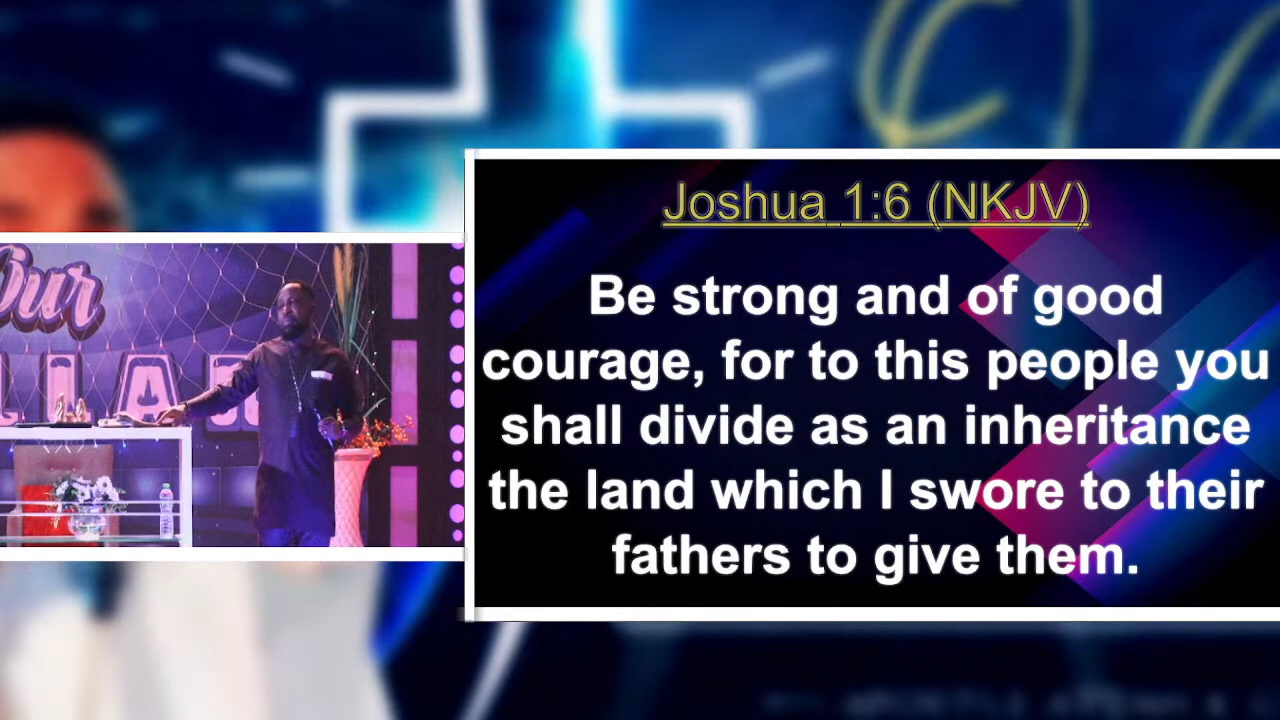 Joshua 1:6 (NKJV)
Be strong and of good
courage, for to this people you
shall divide as an inheritance
the land which I swore to their
fathers to give them.
Our